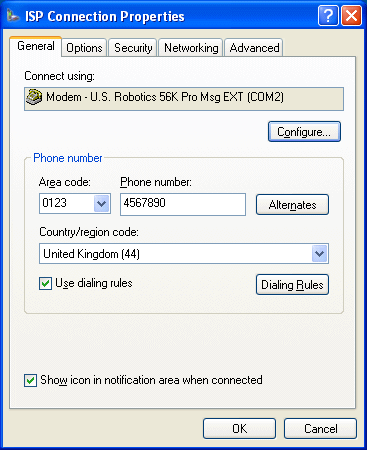 ISP Connection Properties
General Options Security Networking Advanced
Connect using:
Modem - U.S. Robotics 56K Pro Msg EXT (COM2)
Configure...
Phone number
Area code: Phone number:
0123 4567890 Alternates
Country/region code:
United Kingdom (44)
Use dialing rules Dialing Rules
Show icon in notification area when connected
OK Cancel